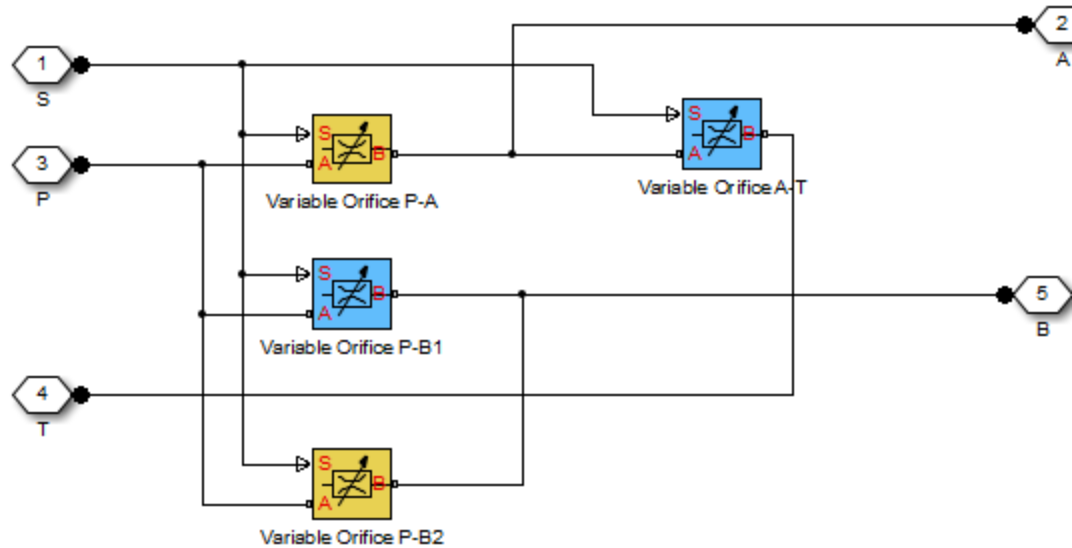 2
A
1
S
S
A
B
Variable Orifice P-A
S
A
B
Variable Orifice A-T
3
P
S
A
B
Variable Orifice P-B1
5
B
4
T
S
A
B
Variable Orifice P-B2